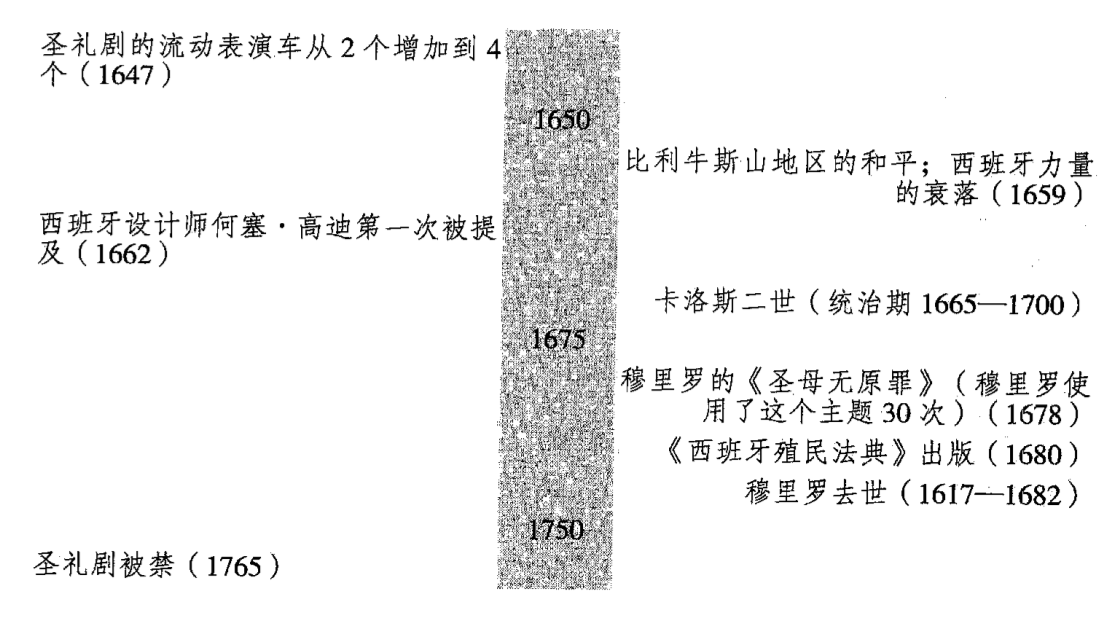 圣礼剧的流动表演车从 2 个增加到 4
个（1647）
1650
比利牛斯山地区的和平；西班牙力量
的衰落（1659）
西班牙设计师何塞·高迪第一次被提
及（1662）
卡洛斯二世（统治期 1665—1700）
1675
穆里罗的《圣母无原罪》（穆里罗使
用了这个主题 30 次）（1678）
《西班牙殖民法典》出版（1680）
穆里罗去世（1617—1682）
1750
圣礼剧被禁（1765）